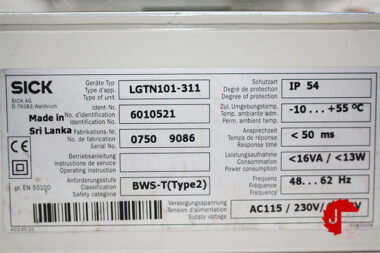 SICK
SICK AG
D-79183 Waldkirch
Made in
Sri Lanka
pr. EN 50100
Geräte Typ
Type d'app.
Type of unit
LGTN101-311
Ident-Nr.
No. d'identification
Identification No.
6010521
Fabrikations-Nr.
No. de fabrication
Serial No.
0750 9086
Betriebsanleitung
Instructions de service
Operating instruction
Anforderungsklasse
Classification
Safety category
BWS-T(Type2)
Schutzart
Degré de protection
Degree of protection
IP 54
Zul. Umgebungstemp.
Temp. ambiante adm.
Ambient temp.
-10 ... +55 °C
Ansprechzeit
Temps de réponse
Response time
< 50 ms
Leistungsaufnahme
Consommation
Power consumption
<16VA / <13W
Frequenz
Fréquence
Frequency
48... 62 Hz
Versorgungsspannung
Tension d'alimentation
Supply voltage
AC115 / 230V /
4033032